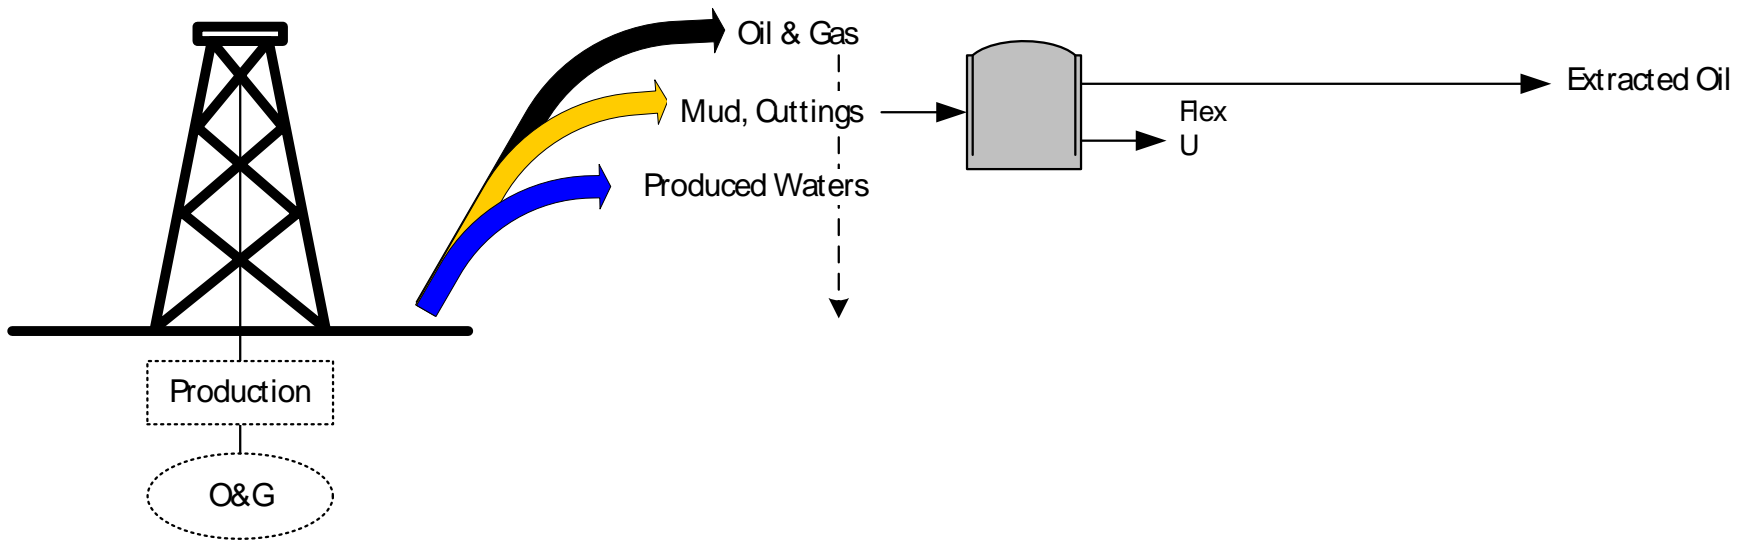 Oil & Gas
Mud, Cuttings
Produced Waters
Extracted Oil
Flex
U
Production
O&G